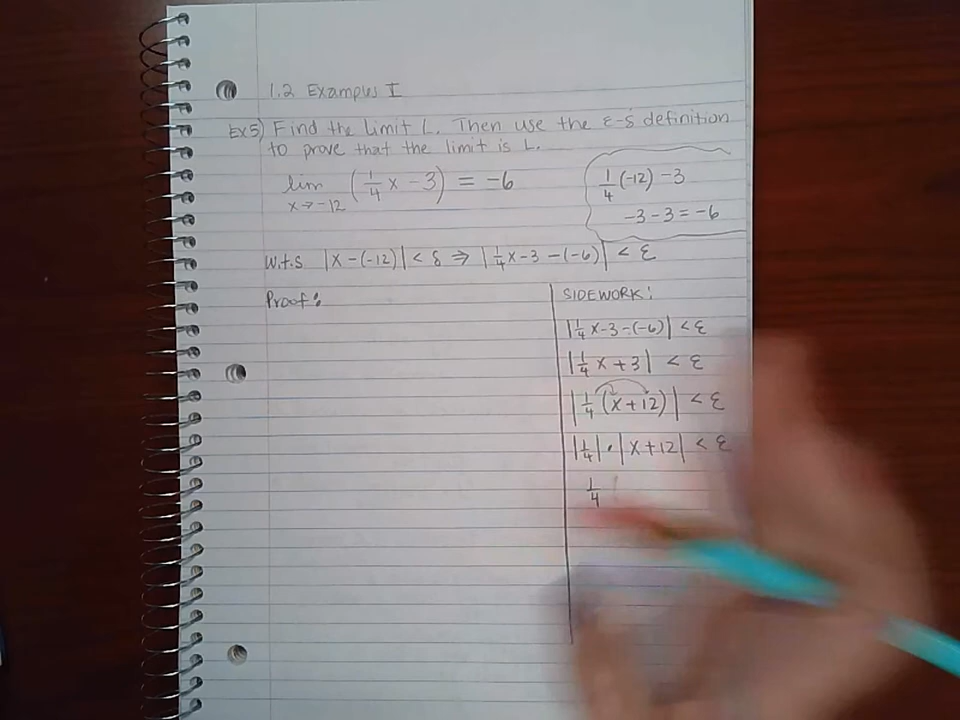 1.2 Examples I
Ex5) Find the limit L. Then use the ε-δ definition
to prove that the limit is L.
lim x→-12 (1/4 x - 3) = -6
1/4 (-12) - 3
-3 - 3 = -6
W.t.s |x - (-12)| < δ ⇒ |1/4 x - 3 - (-6)| < ε
Proof:
SIDEWORK:
|1/4 x - 3 - (-6)| < ε
|1/4 x + 3| < ε
|1/4 (x + 12)| < ε
|1/4| · |x + 12| < ε
1/4 |